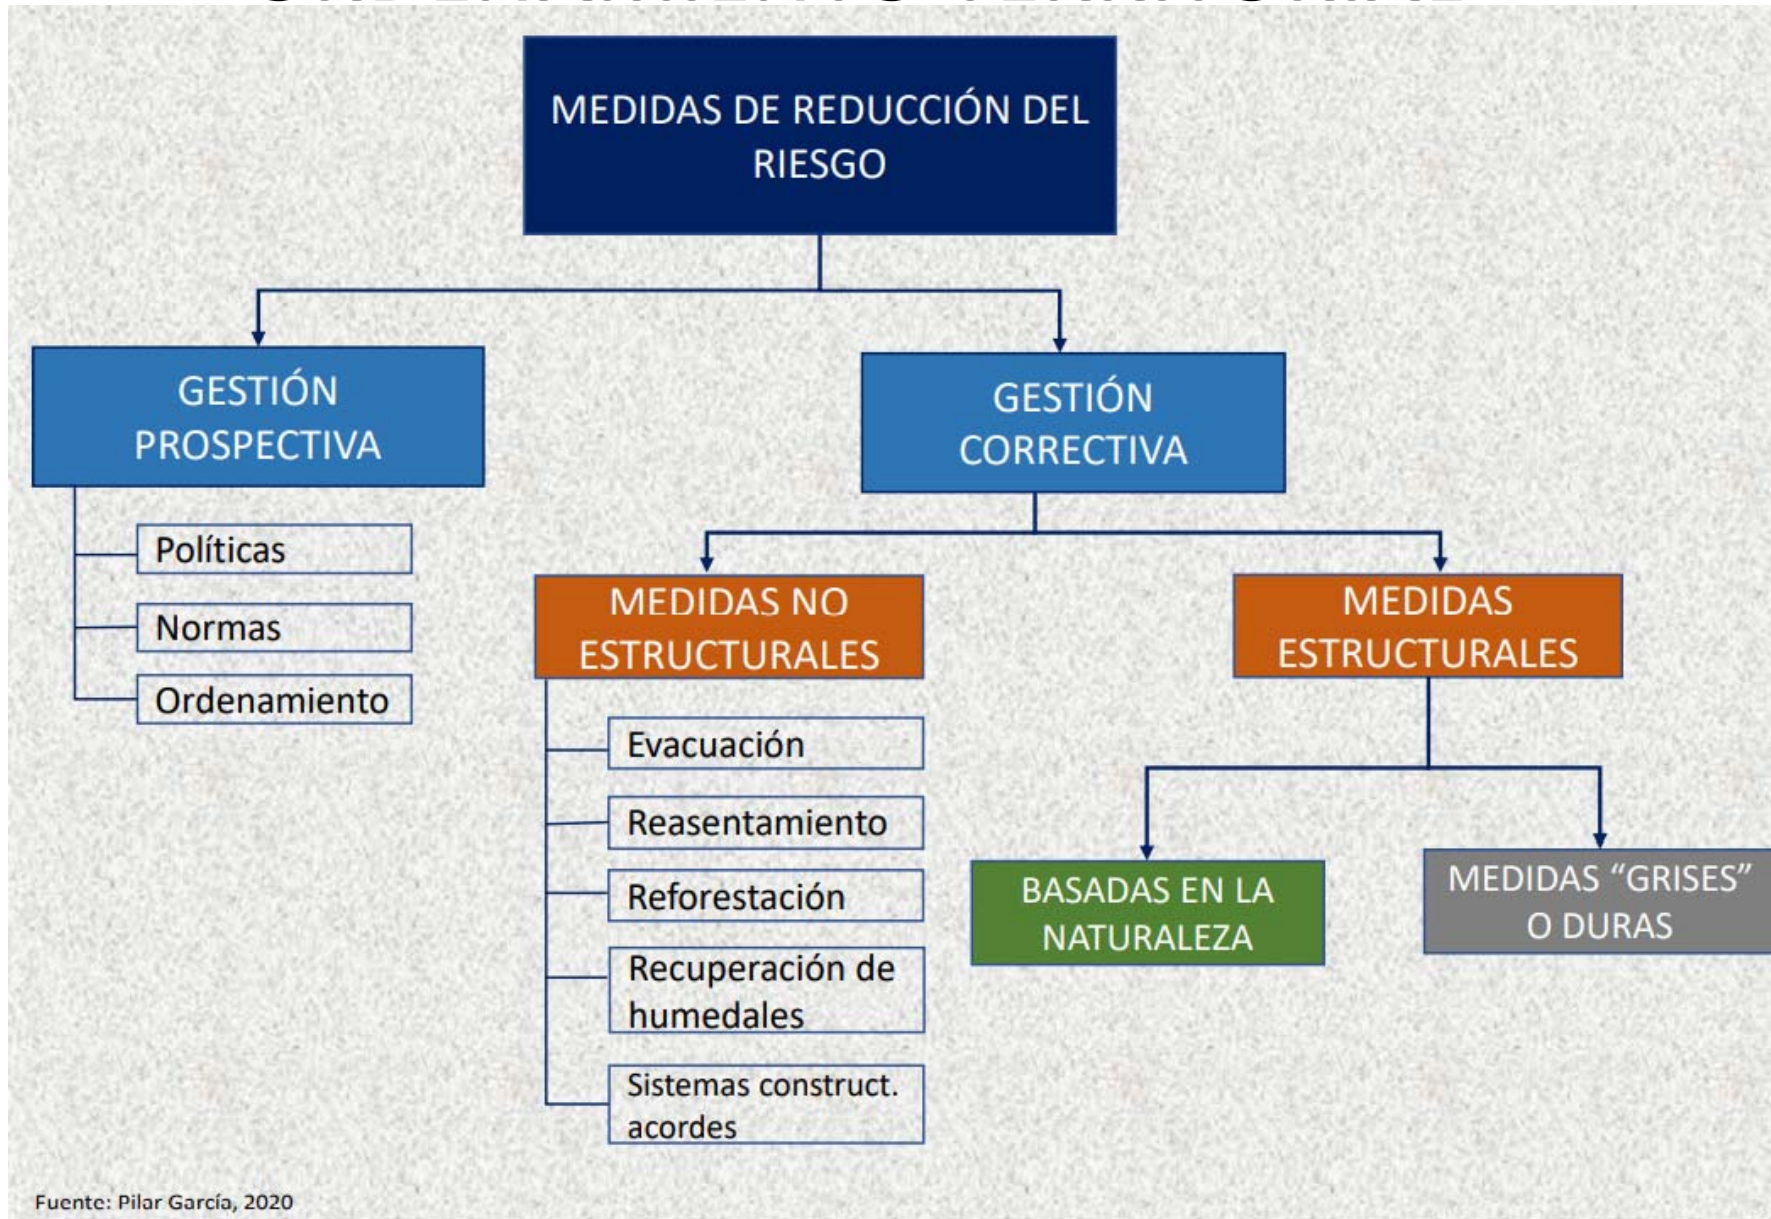 MEDIDAS DE REDUCCIÓN DEL
RIESGO
GESTIÓN
PROSPECTIVA
Políticas
Normas
Ordenamiento
GESTIÓN
CORRECTIVA
MEDIDAS NO
ESTRUCTURALES
Evacuación
Reasentamiento
Reforestación
Recuperación de
humedales
Sistemas construct.
acordes
MEDIDAS
ESTRUCTURALES
BASADAS EN LA
NATURALEZA
MEDIDAS “GRISES”
O DURAS
Fuente: Pilar García, 2020